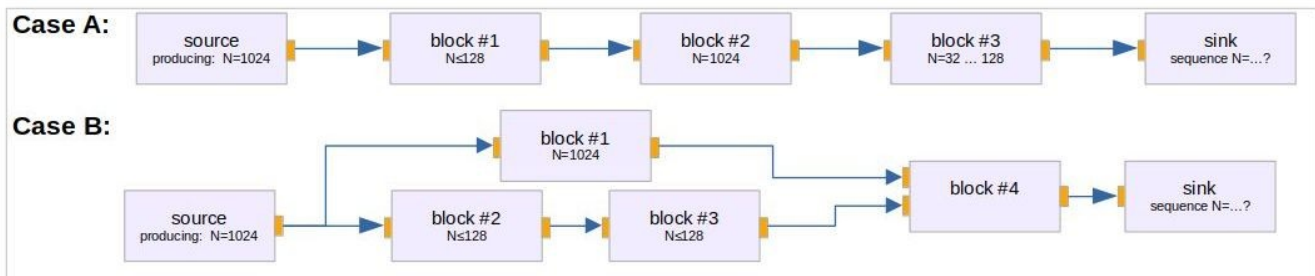 Case A:
source
producing: N=1024
block #1
N≤128
block #2
N=1024
block #3
N=32 ... 128
sink
sequence N=...?
Case B:
block #1
N=1024
source
producing: N=1024
block #2
N≤128
block #3
N≤128
block #4
sink
sequence N=...?